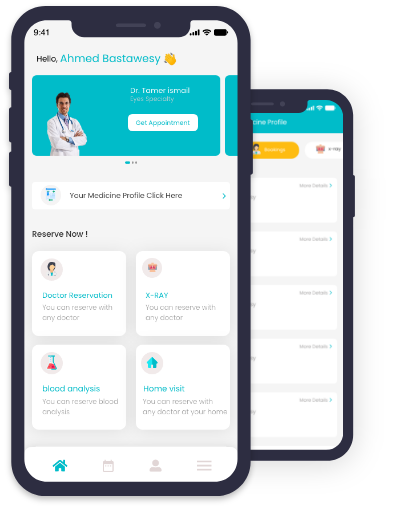 9:41
Hello, Ahmed Bastawesy 👋
Dr. Tamer ismail
Eyes Specialty
Get Appointment
Your Medicine Profile Click Here
Reserve Now !
Doctor Reservation
You can reserve with
any doctor
X-RAY
You can reserve with
any doctor
blood analysis
You can reserve blood
analysis
Home visit
You can reserve with
any doctor at your home
cine Profile
X-ray
More Details
More Details
More Details
More Details
More Details